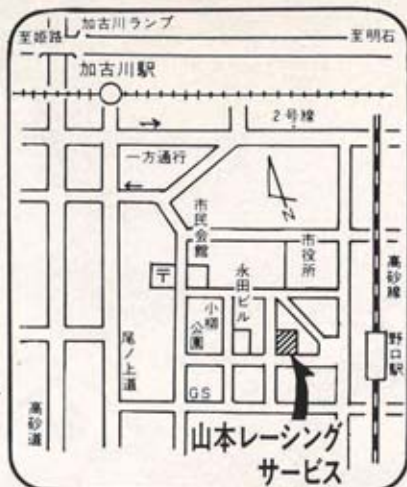 加古川ランプ
至姫路
至明石
加古川駅
2号線
一方通行
N
市民会館
市役所
〒
永田ビル
小樋
公園
高砂線
野口駅
尾ノ上道
高砂道
GS
山本レーシング
サービス